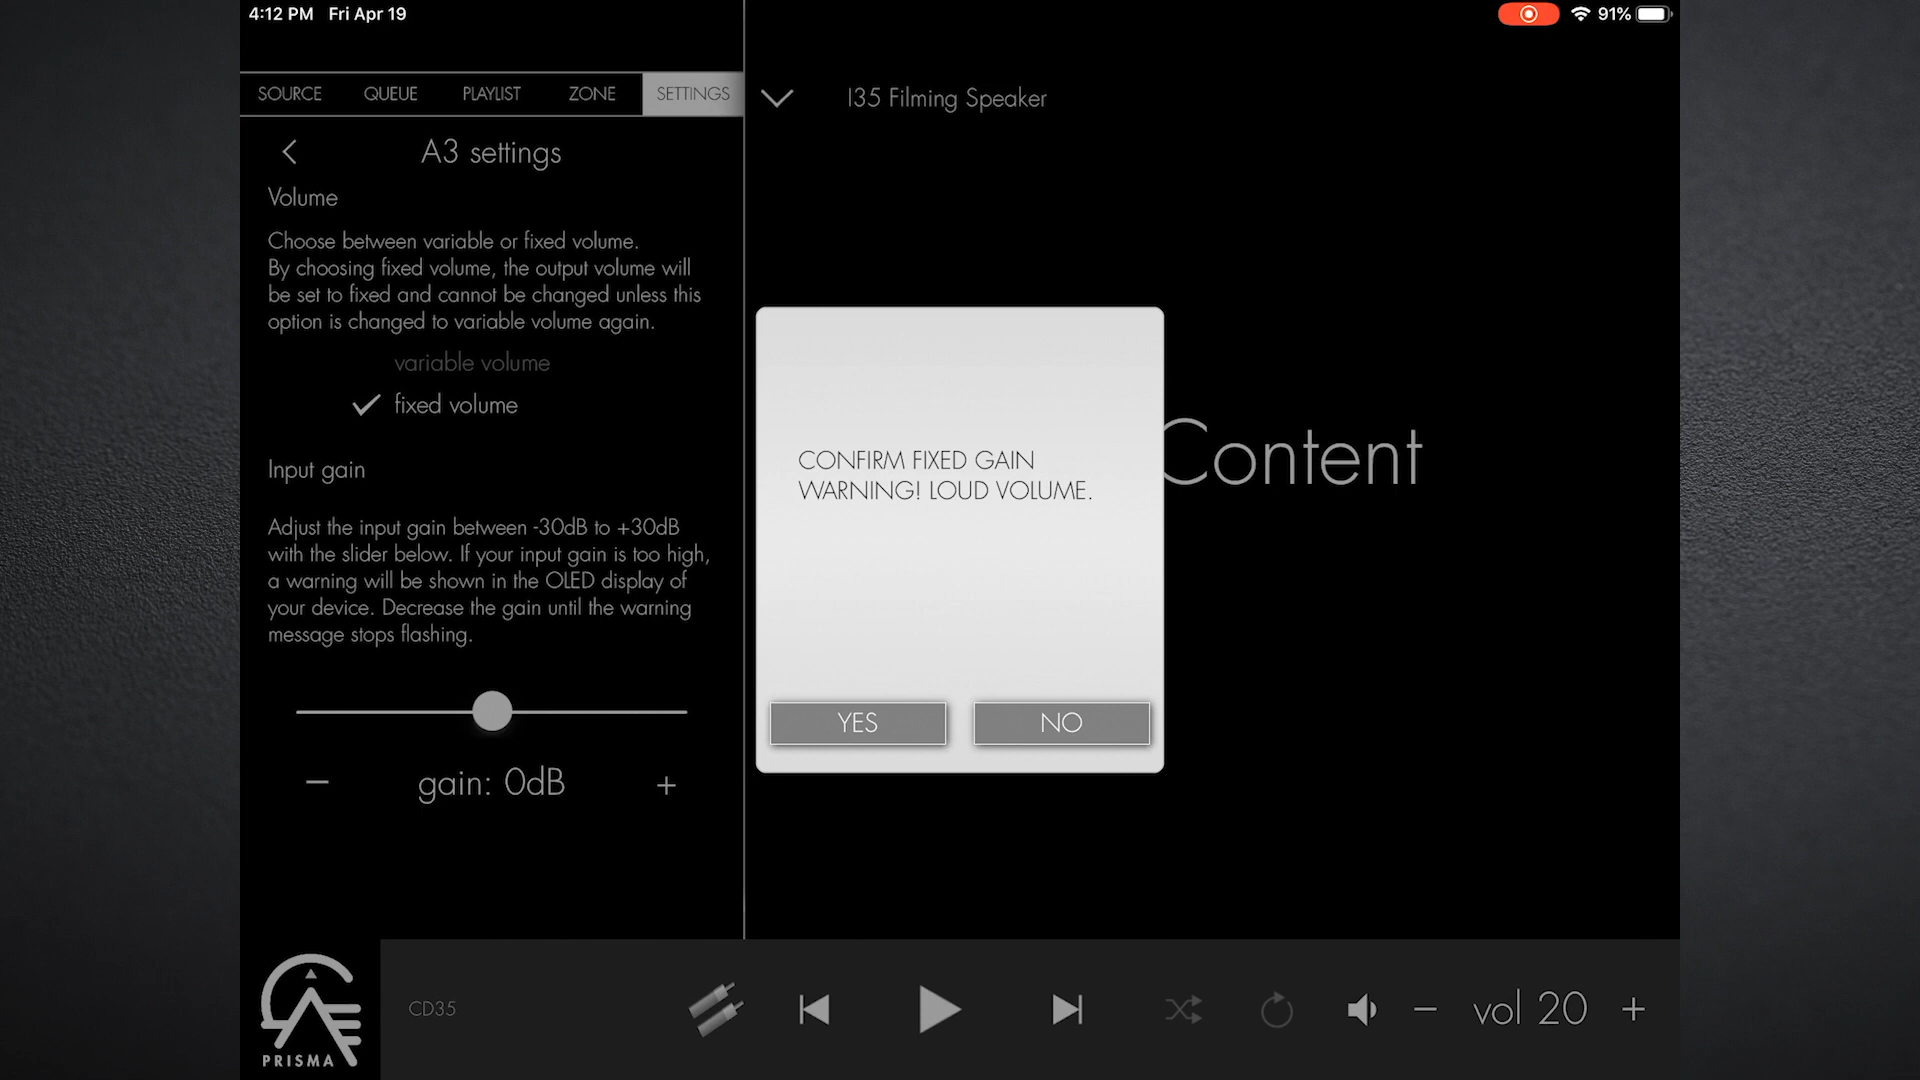 4:12 PM Fri Apr 19
91%
SOURCE QUEUE PLAYLIST ZONE SETTINGS
I35 Filming Speaker
A3 settings
Volume
Choose between variable or fixed volume.
By choosing fixed volume, the output volume will
be set to fixed and cannot be changed unless this
option is changed to variable volume again.
variable volume
fixed volume
Input gain
Adjust the input gain between -30dB to +30dB
with the slider below. If your input gain is too high,
a warning will be shown in the OLED display of
your device. Decrease the gain until the warning
message stops flashing.
gain: 0dB
CONFIRM FIXED GAIN
WARNING! LOUD VOLUME.
YES NO
Content
PRISMA
CD35
vol 20